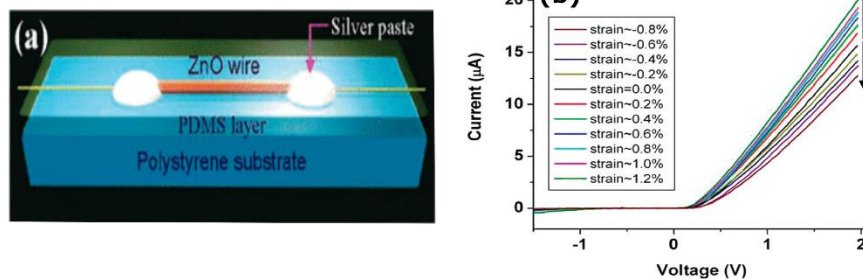 (a)
Silver paste
ZnO wire
PDMS layer
Polystyrene substrate
(b)
Current (μA)
20
15
10
5
0
strain~-0.8%
strain~-0.6%
strain~-0.4%
strain~-0.2%
strain=0.0%
strain~0.2%
strain~0.4%
strain~0.6%
strain~0.8%
strain~1.0%
strain~1.2%
-1 0 1 2
Voltage (V)